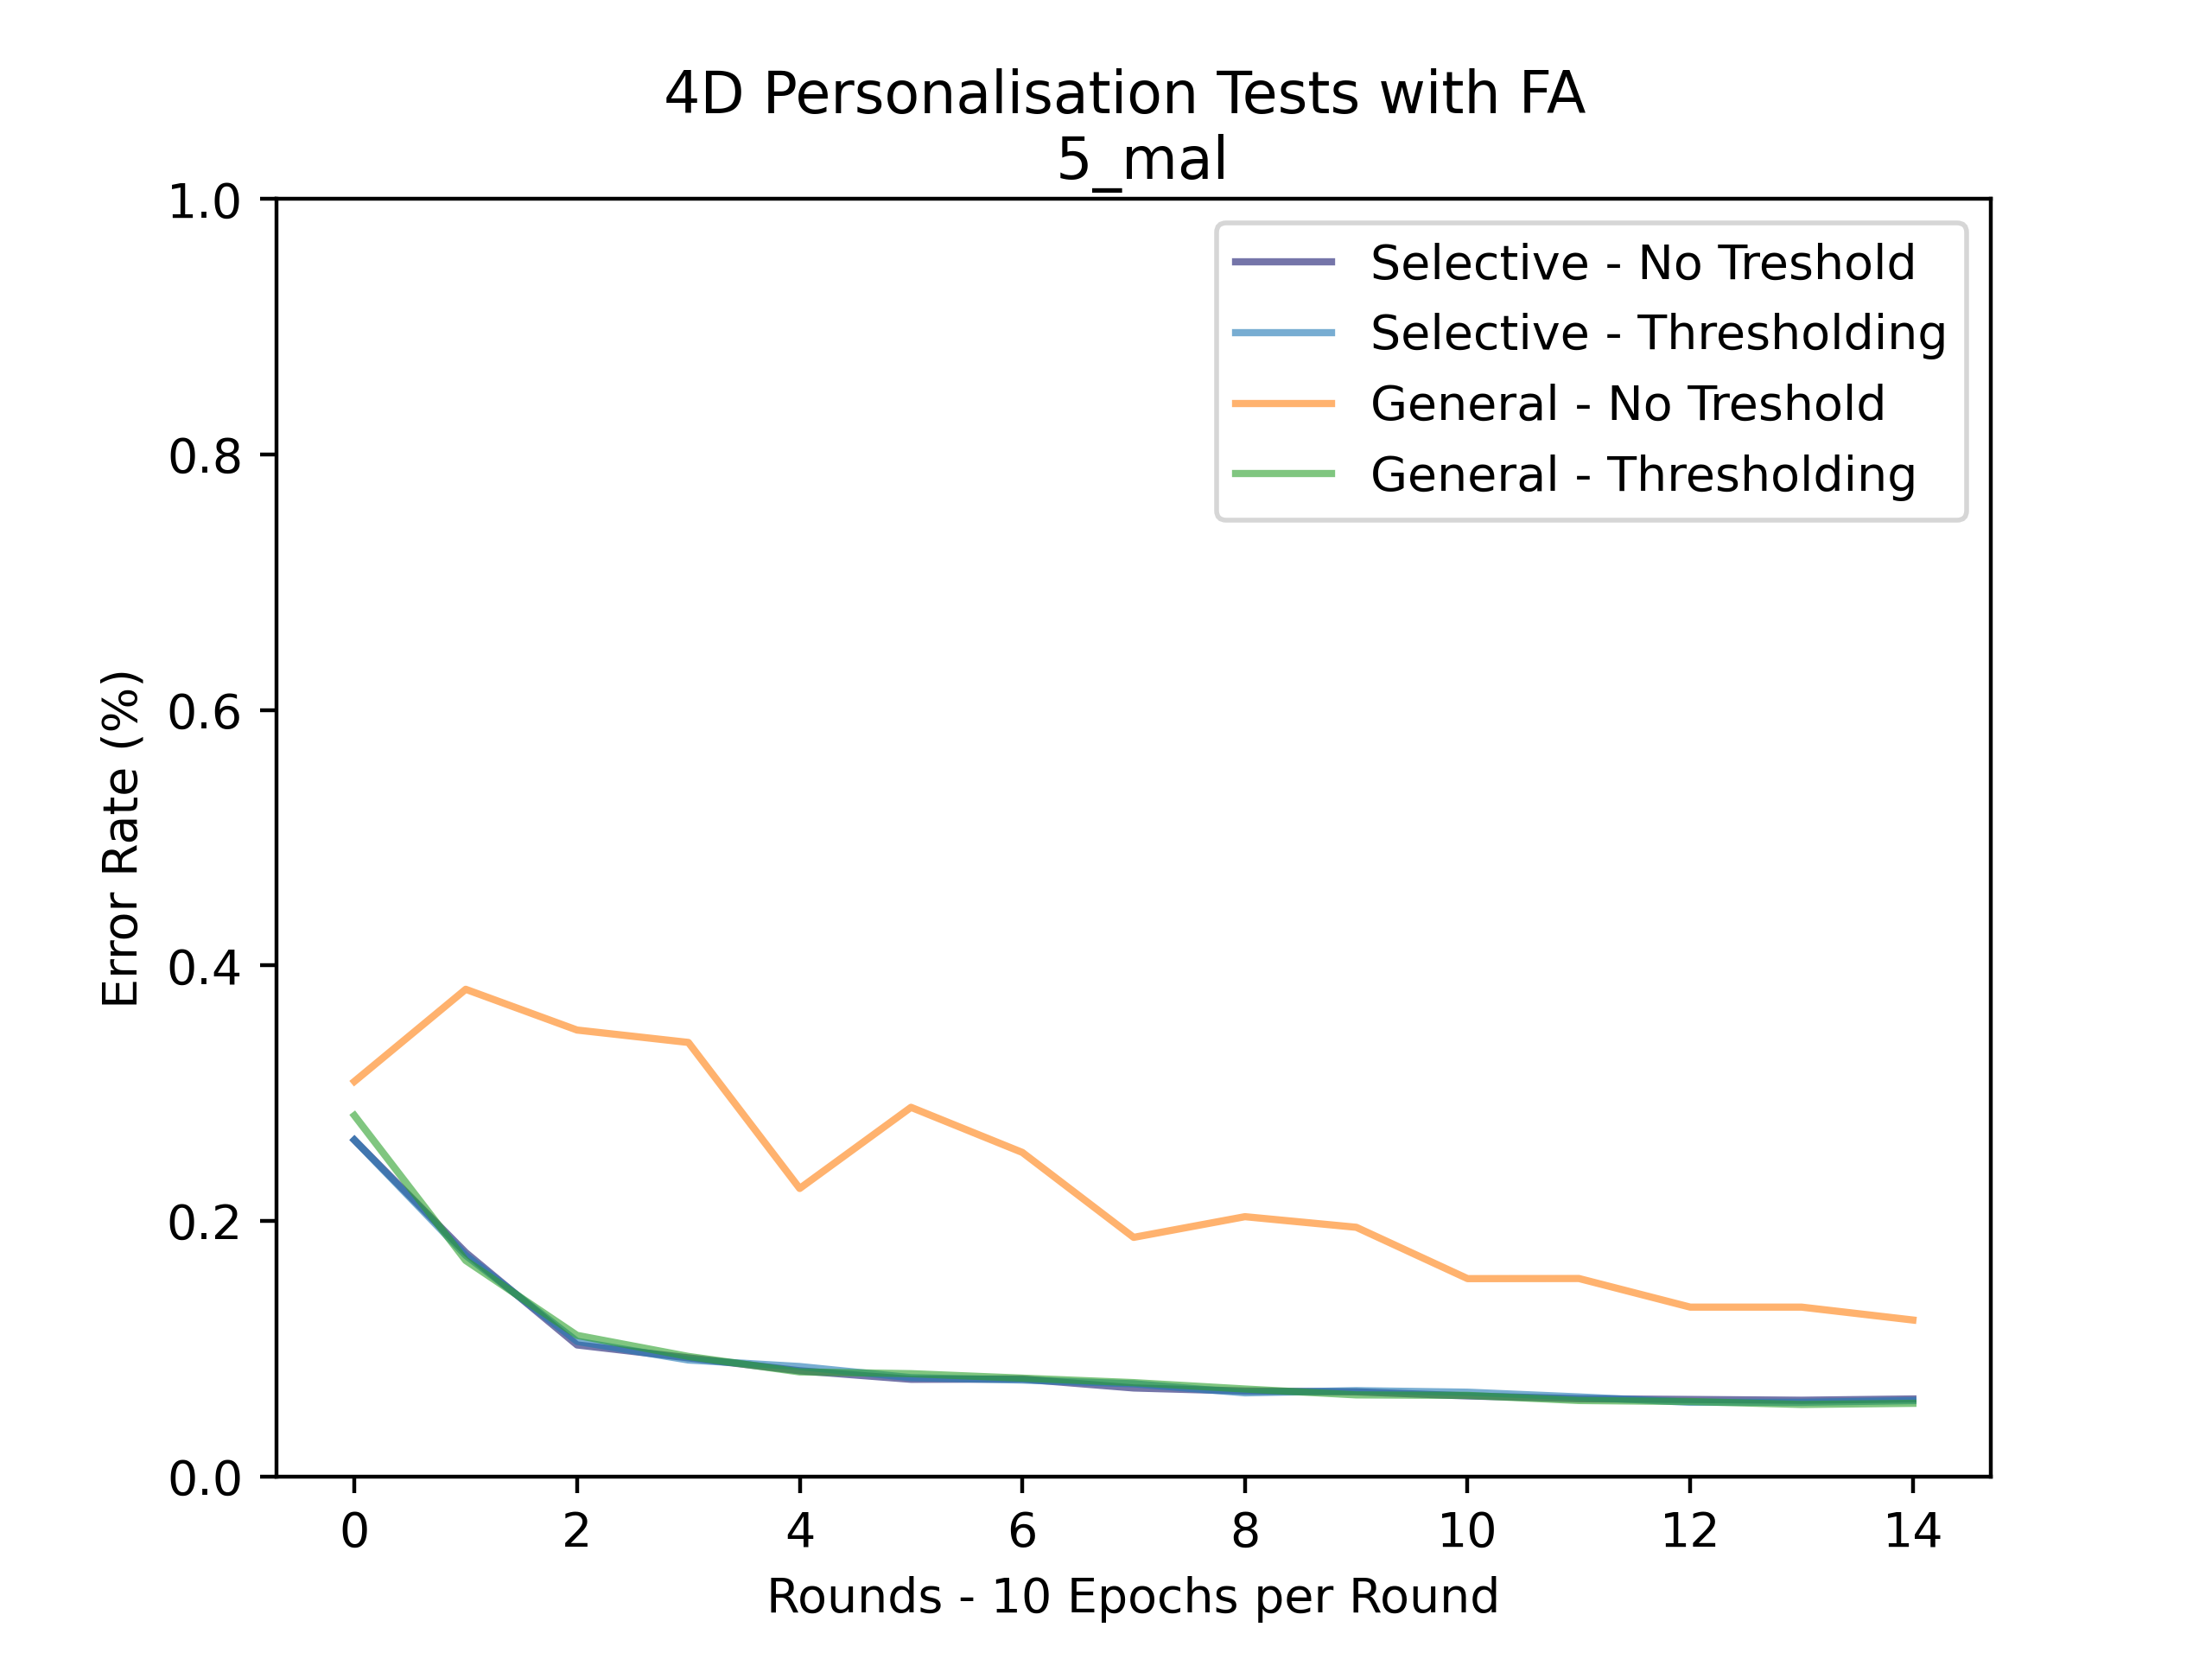 4D Personalisation Tests with FA
5_mal
1.0
0.8
0.6
0.4
0.2
0.0
Error Rate (%)
Selective - No Treshold
Selective - Thresholding
General - No Treshold
General - Thresholding
0 2 4 6 8 10 12 14
Rounds - 10 Epochs per Round